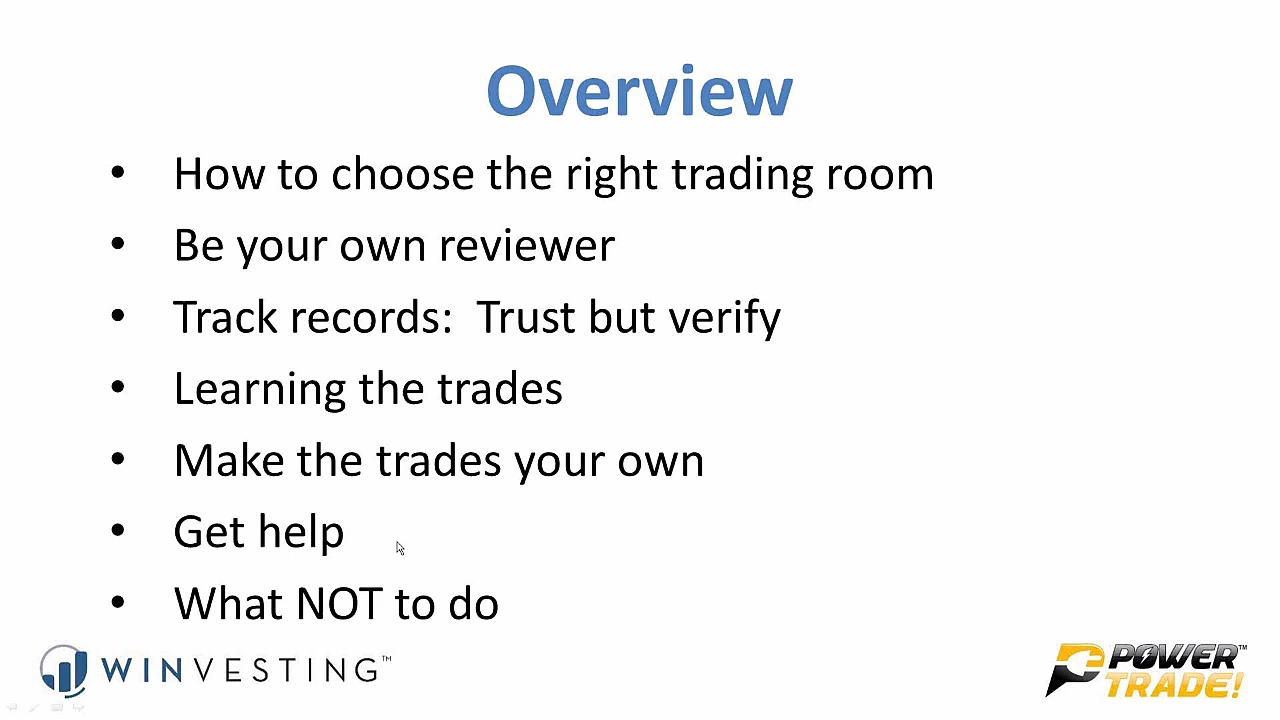 Overview
• How to choose the right trading room
• Be your own reviewer
• Track records:  Trust but verify
• Learning the trades
• Make the trades your own
• Get help
• What NOT to do
WINVESTING™
POWER™
TRADE!